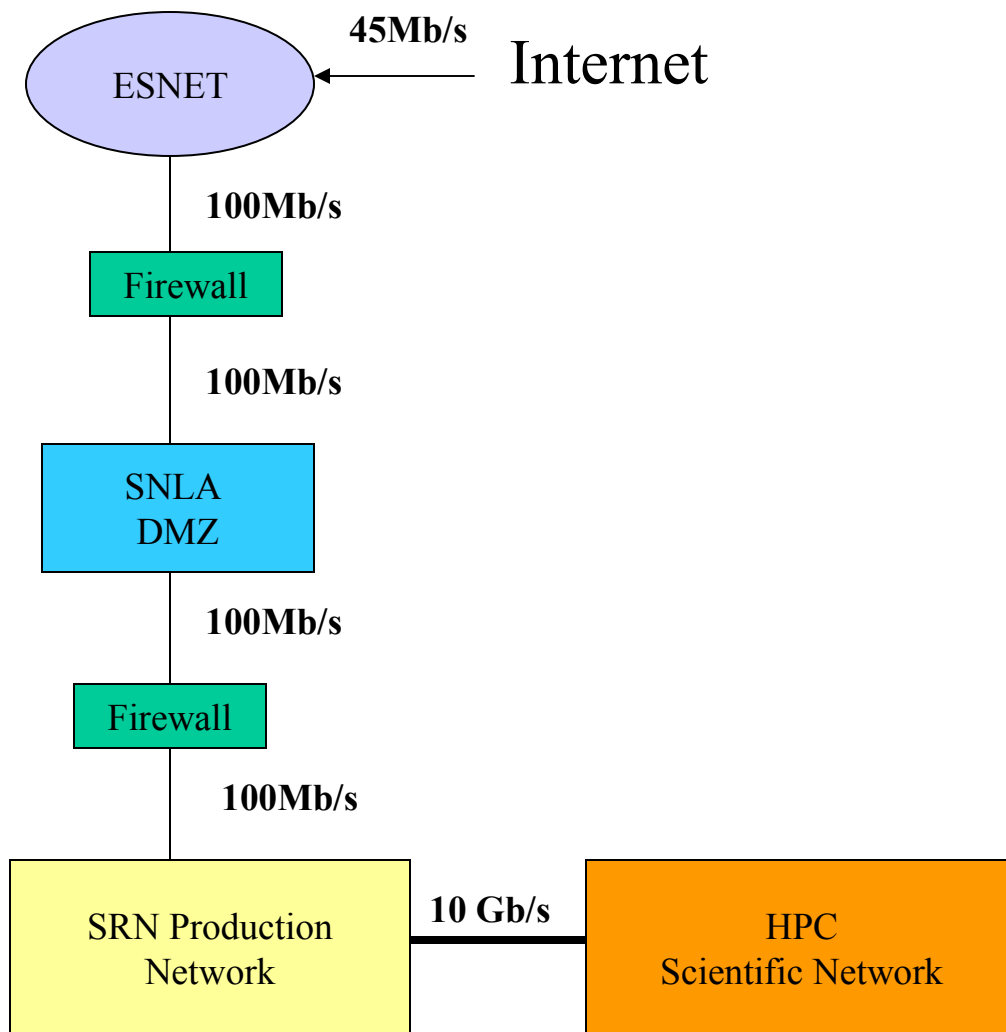 45Mb/s
Internet
ESNET
100Mb/s
Firewall
100Mb/s
SNLA
DMZ
100Mb/s
Firewall
100Mb/s
SRN Production
Network
10 Gb/s
HPC
Scientific Network